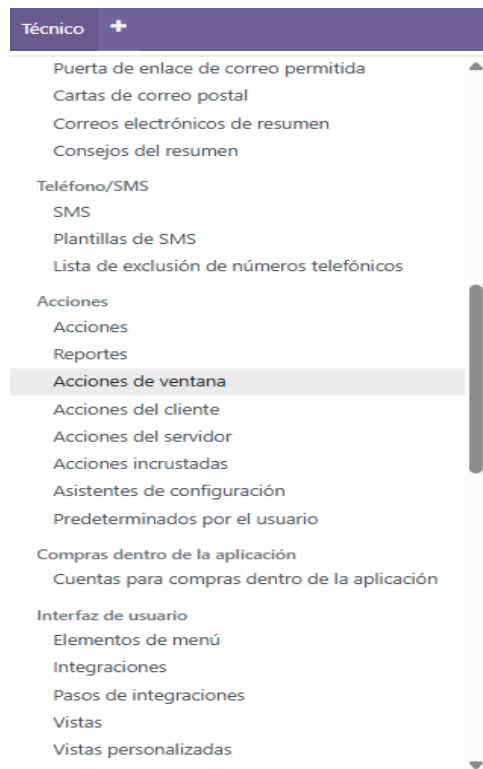 Técnico +
Puerta de enlace de correo permitida
Cartas de correo postal
Correos electrónicos de resumen
Consejos del resumen
Teléfono/SMS
SMS
Plantillas de SMS
Lista de exclusión de números telefónicos
Acciones
Acciones
Reportes
Acciones de ventana
Acciones del cliente
Acciones del servidor
Acciones incrustadas
Asistentes de configuración
Predeterminados por el usuario
Compras dentro de la aplicación
Cuentas para compras dentro de la aplicación
Interfaz de usuario
Elementos de menú
Integraciones
Pasos de integraciones
Vistas
Vistas personalizadas